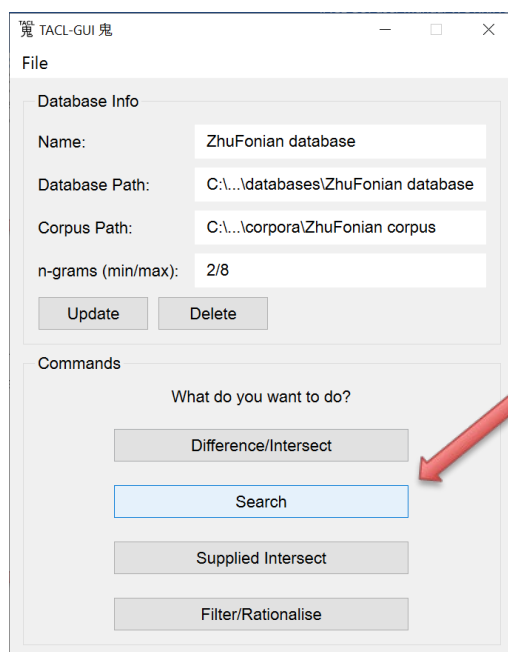 TACL-GUI 鬼
File
Database Info
Name: ZhuFonian database
Database Path: C:\...\databases\ZhuFonian database
Corpus Path: C:\...\corpora\ZhuFonian corpus
n-grams (min/max): 2/8
Update Delete
Commands
What do you want to do?
Difference/Intersect
Search
Supplied Intersect
Filter/Rationalise